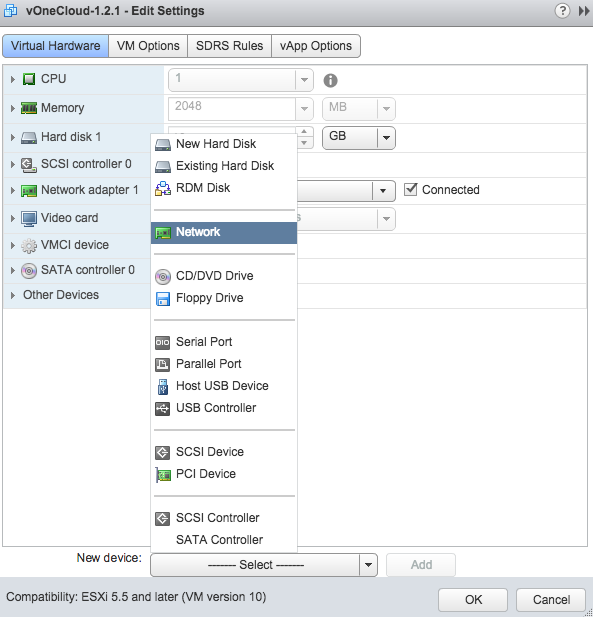 vOneCloud-1.2.1 - Edit Settings
?
Virtual Hardware
VM Options
SDRS Rules
vApp Options
CPU
1
Memory
2048
MB
Hard disk 1
GB
SCSI controller 0
Network adapter 1
Connected
Video card
VMCI device
SATA controller 0
Other Devices
New Hard Disk
Existing Hard Disk
RDM Disk
Network
CD/DVD Drive
Floppy Drive
Serial Port
Parallel Port
Host USB Device
USB Controller
SCSI Device
PCI Device
SCSI Controller
SATA Controller
New device:
------- Select -------
Add
Compatibility: ESXi 5.5 and later (VM version 10)
OK
Cancel